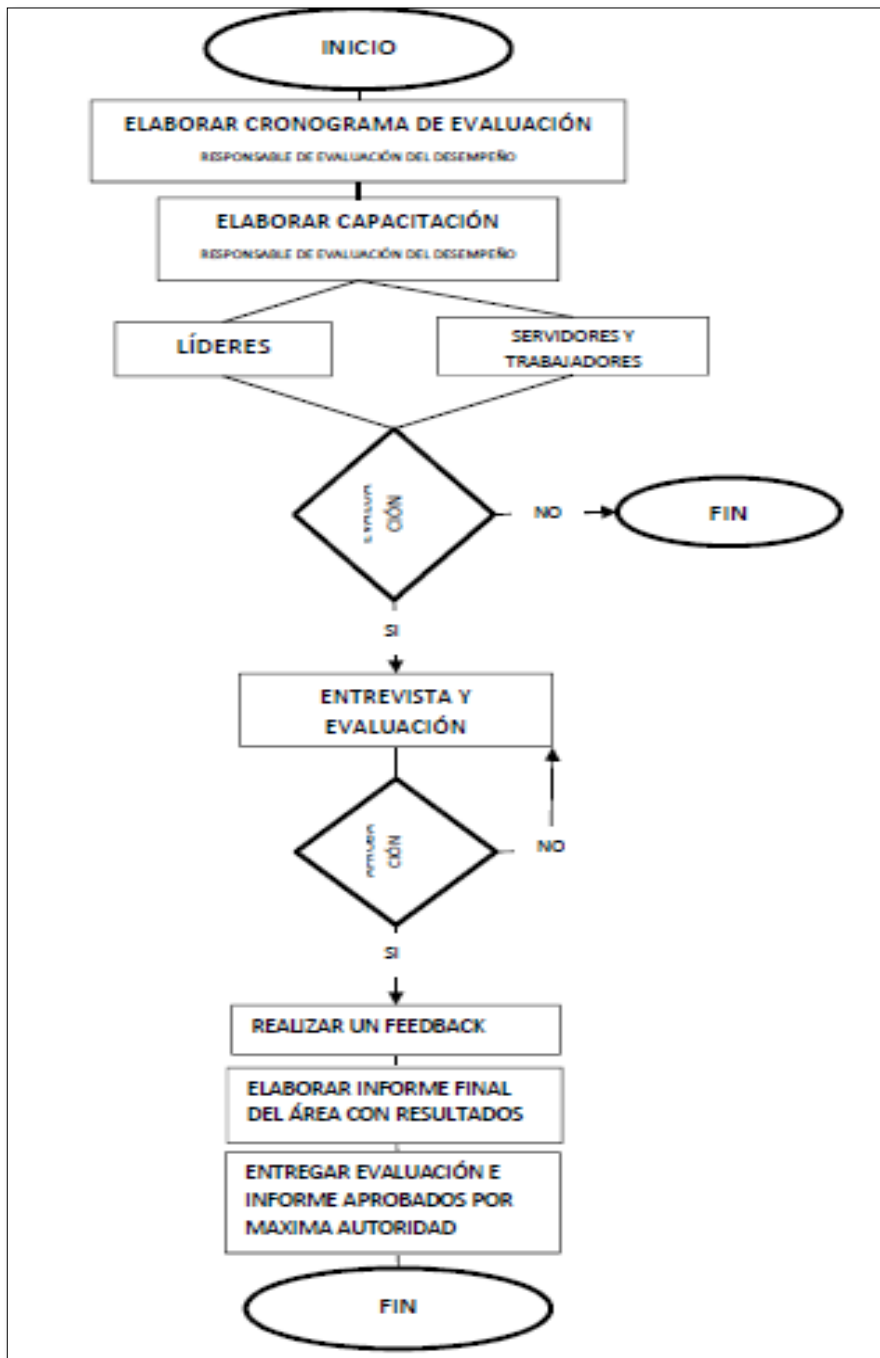 INICIO
ELABORAR CRONOGRAMA DE EVALUACIÓN
RESPONSABLE DE EVALUACIÓN DEL DESEMPEÑO
ELABORAR CAPACITACIÓN
RESPONSABLE DE EVALUACIÓN DEL DESEMPEÑO
LÍDERES
SERVIDORES Y
TRABAJADORES
CIÓN
NO
FIN
SI
ENTREVISTA Y
EVALUACIÓN
CIÓN
NO
SI
REALIZAR UN FEEDBACK
ELABORAR INFORME FINAL
DEL ÁREA CON RESULTADOS
ENTREGAR EVALUACIÓN E
INFORME APROBADOS POR
MAXIMA AUTORIDAD
FIN